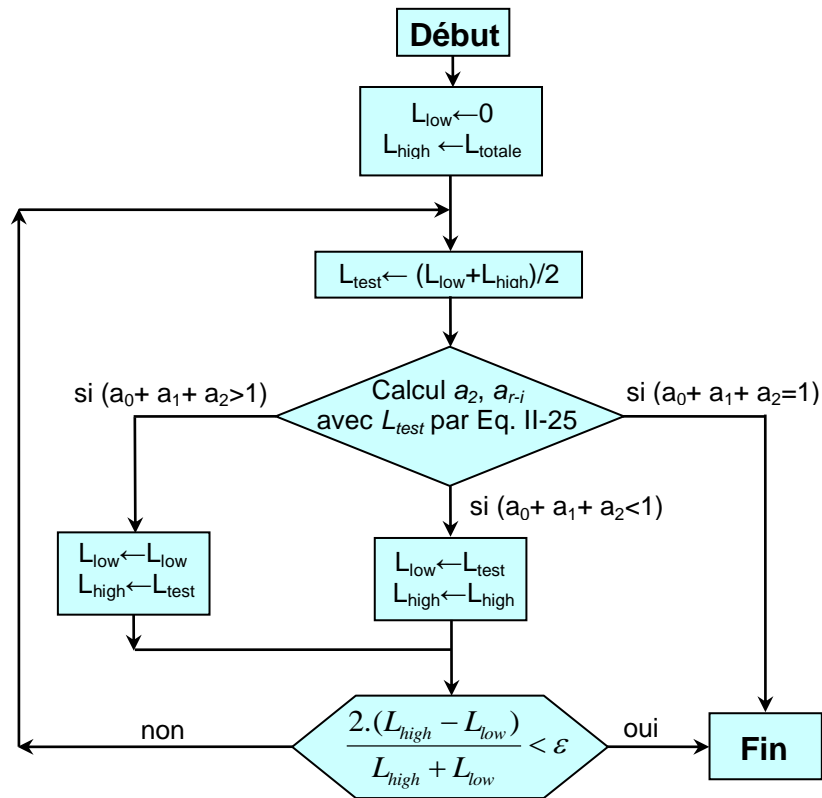 Début
L_low←0
L_high ←L_totale
L_test← (L_low+L_high)/2
si (a₀+ a₁+ a₂>1)
Calcul a₂, a_r-i
avec L_test par Eq. II-25
si (a₀+ a₁+ a₂=1)
si (a₀+ a₁+ a₂<1)
L_low←L_low
L_high←L_test
L_low←L_test
L_high←L_high
non
2.(L_high − L_low)
L_high + L_low
< ε
oui
Fin